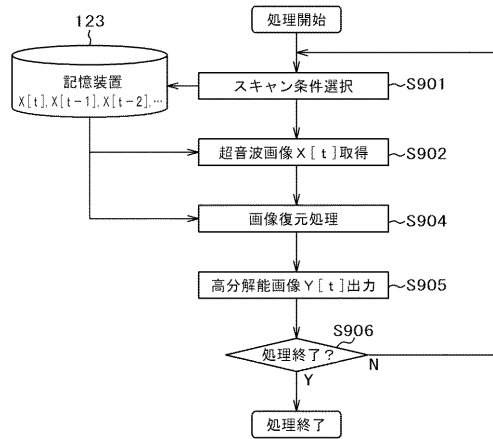 処理開始
123
記憶装置
X[t],X[t-1],X[t-2],…
スキャン条件選択
S901
超音波画像X[t]取得
S902
画像復元処理
S904
高分解能画像Y[t]出力
S905
S906
処理終了?
N
Y
処理終了